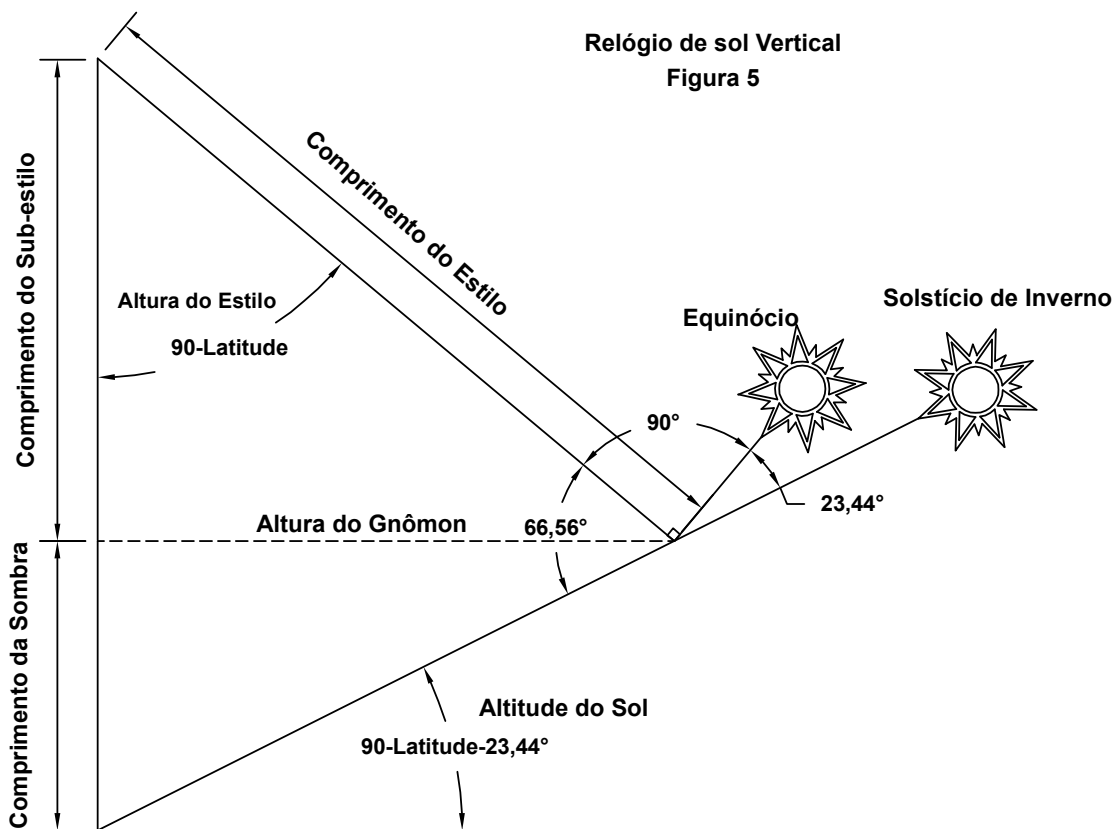 Relógio de sol Vertical
Figura 5
Comprimento do Sub-estilo
Comprimento do Estilo
Altura do Estilo
90-Latitude
Equinócio
Solstício de Inverno
90°
23,44°
Altura do Gnômon
66,56°
Comprimento da Sombra
Altitude do Sol
90-Latitude-23,44°